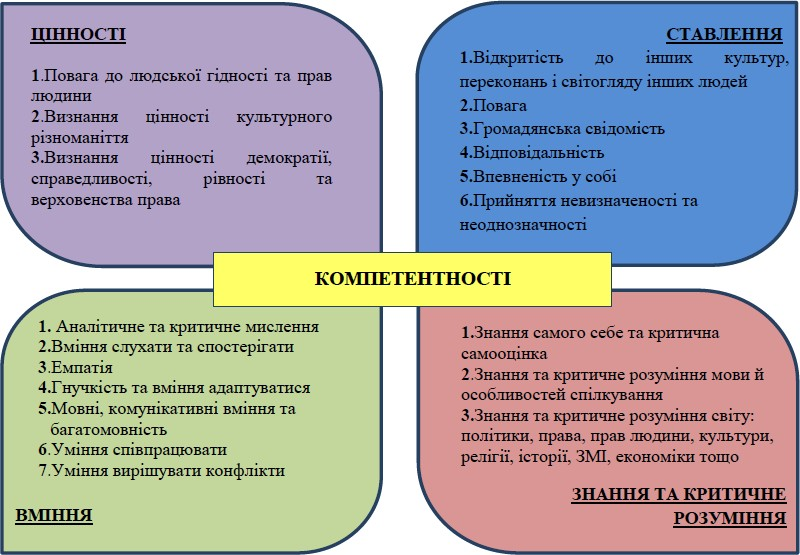 ЦІННОСТІ
1.Повага до людської гідності та прав
людини
2.Визнання цінності культурного
різноманіття
3.Визнання цінності демократії,
справедливості, рівності та
верховенства права
СТАВЛЕННЯ
1.Відкритість до інших культур,
переконань і світогляду інших людей
2.Повага
3.Громадянська свідомість
4.Відповідальність
5.Впевненість у собі
6.Прийняття невизначеності та
неоднозначності
КОМПЕТЕНТНОСТІ
1. Аналітичне та критичне мислення
2.Вміння слухати та спостерігати
3.Емпатія
4.Гнучкість та вміння адаптуватися
5.Мовні, комунікативні вміння та
багатомовність
6.Уміння співпрацювати
7.Уміння вирішувати конфлікти
ВМІННЯ
1.Знання самого себе та критична
самооцінка
2.Знання та критичне розуміння мови й
особливостей спілкування
3.Знання та критичне розуміння світу:
політики, права, прав людини, культури,
релігії, історії, ЗМІ, економіки тощо
ЗНАННЯ ТА КРИТИЧНЕ
РОЗУМІННЯ